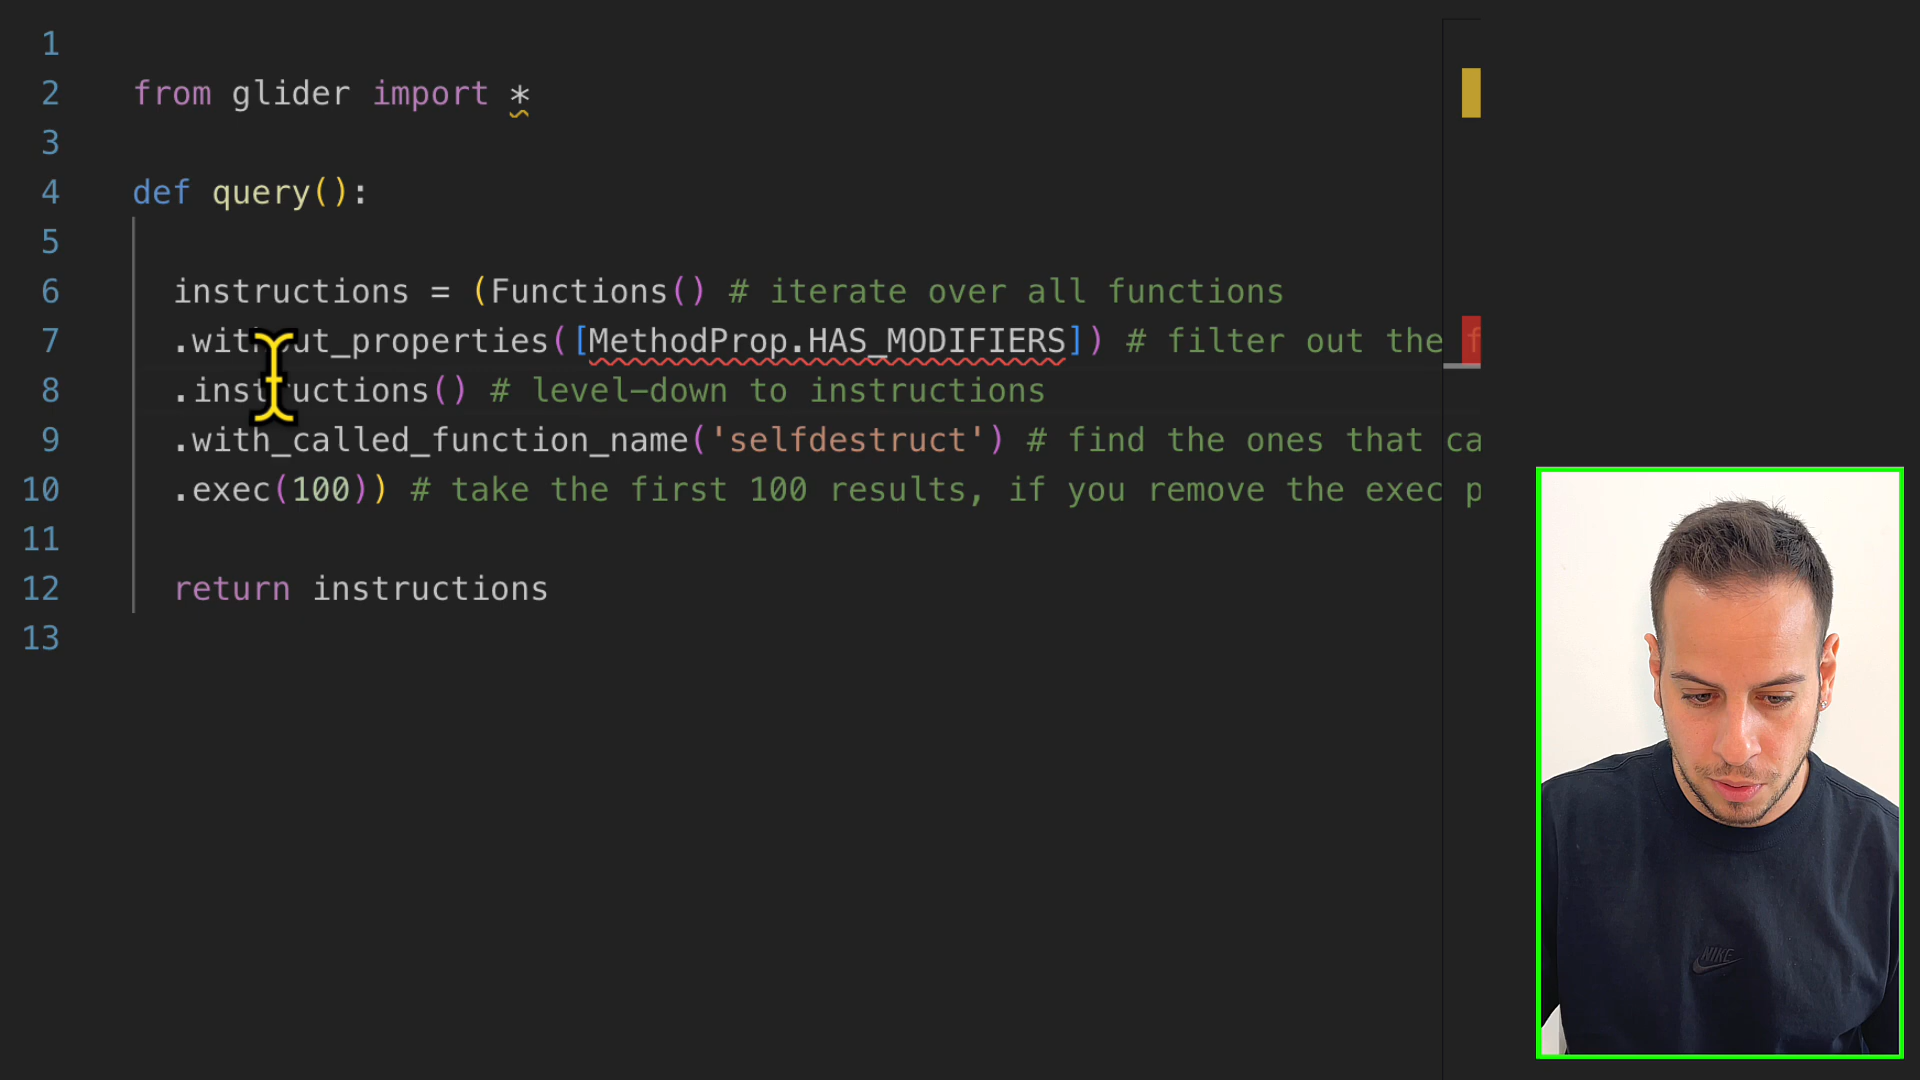 1
2 from glider import *
3
4 def query():
5
6 instructions = (Functions() # iterate over all functions
7 .without_properties([MethodProp.HAS_MODIFIERS]) # filter out the f
8 .instructions() # level-down to instructions
9 .with_called_function_name('selfdestruct') # find the ones that ca
10 .exec(100)) # take the first 100 results, if you remove the exec p
11
12 return instructions
13
NIKE